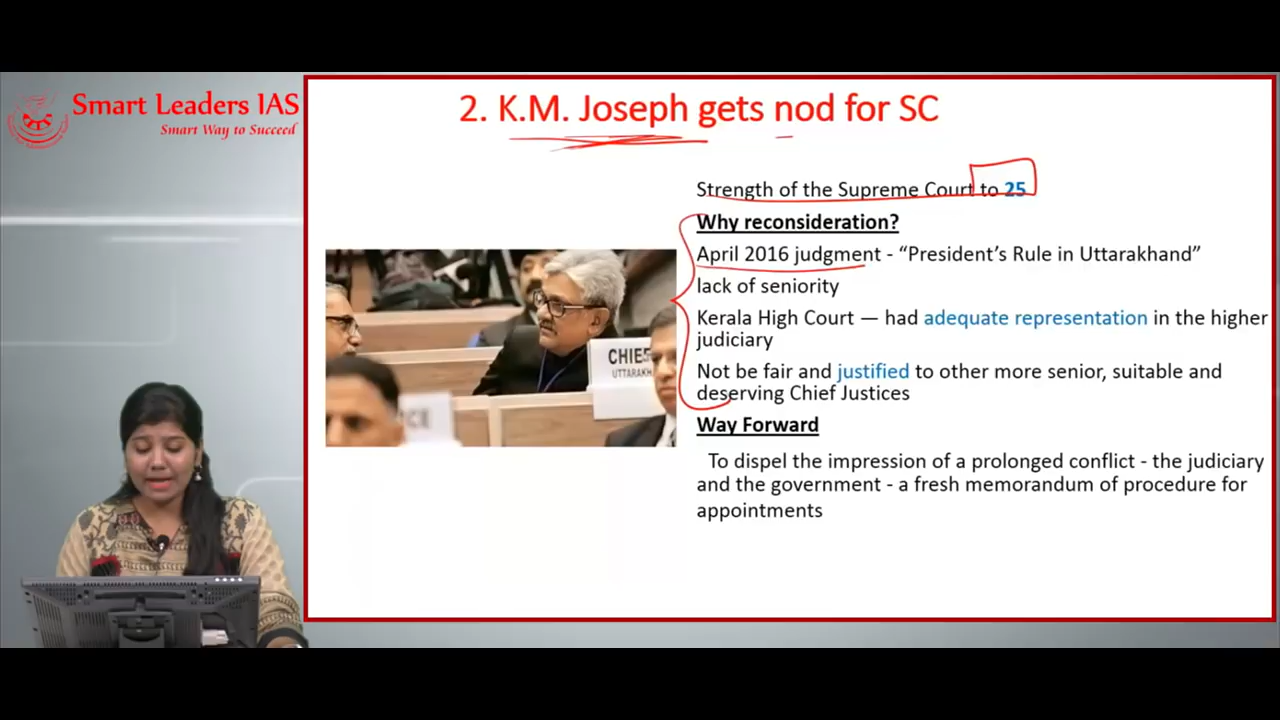 Smart Leaders IAS
Smart Way to Succeed
2. K.M. Joseph gets nod for SC
Strength of the Supreme Court to 25
Why reconsideration?
April 2016 judgment - “President’s Rule in Uttarakhand”
lack of seniority
Kerala High Court — had adequate representation in the higher
judiciary
Not be fair and justified to other more senior, suitable and
deserving Chief Justices
Way Forward
To dispel the impression of a prolonged conflict - the judiciary
and the government - a fresh memorandum of procedure for
appointments
CHIEF